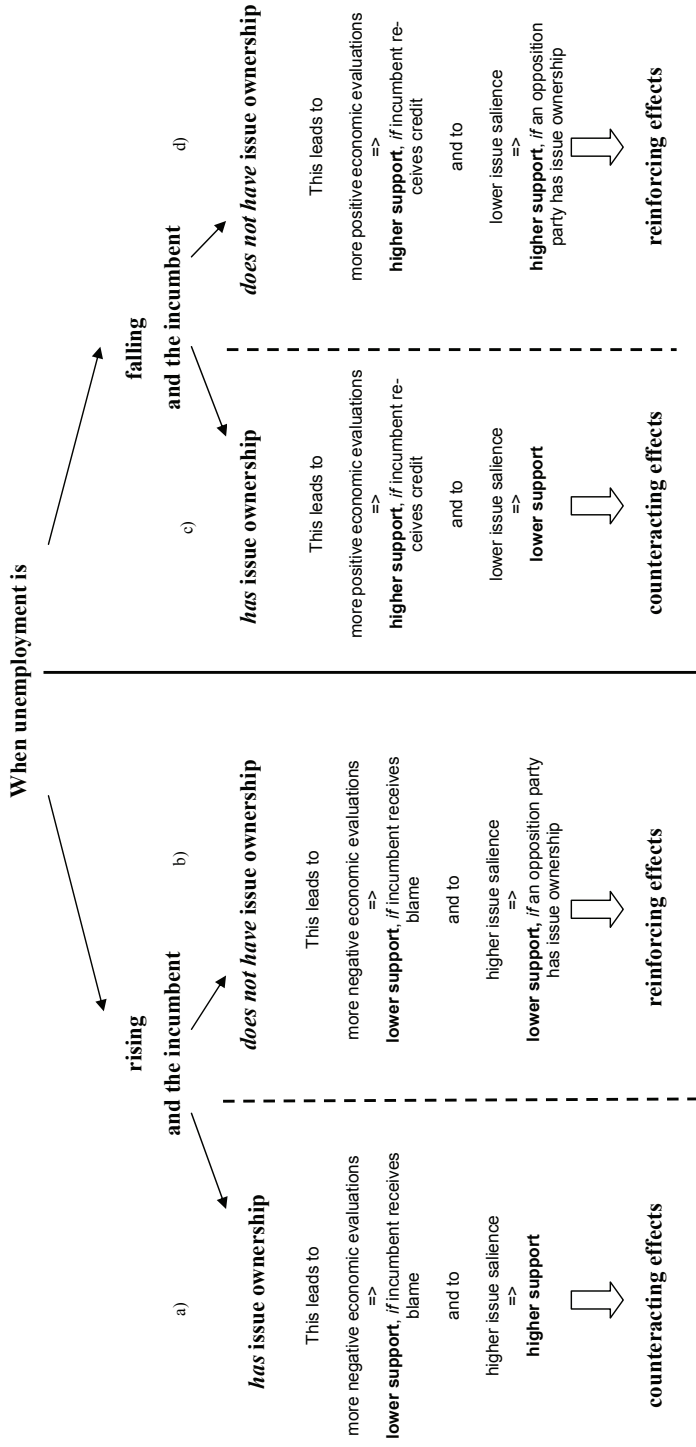 When unemployment is
rising
and the incumbent
a)
has issue ownership
This leads to
more negative economic evaluations
=>
lower support, if incumbent receives
blame
and to
higher issue salience
=>
higher support
counteracting effects
b)
does not have issue ownership
This leads to
more negative economic evaluations
=>
lower support, if incumbent receives
blame
and to
higher issue salience
=>
lower support, if an opposition party
has issue ownership
reinforcing effects
falling
and the incumbent
c)
has issue ownership
This leads to
more positive economic evaluations
=>
higher support, if incumbent re-
ceives credit
and to
lower issue salience
=>
lower support
counteracting effects
d)
does not have issue ownership
This leads to
more positive economic evaluations
=>
higher support, if incumbent re-
ceives credit
and to
lower issue salience
=>
higher support, if an opposition
party has issue ownership
reinforcing effects